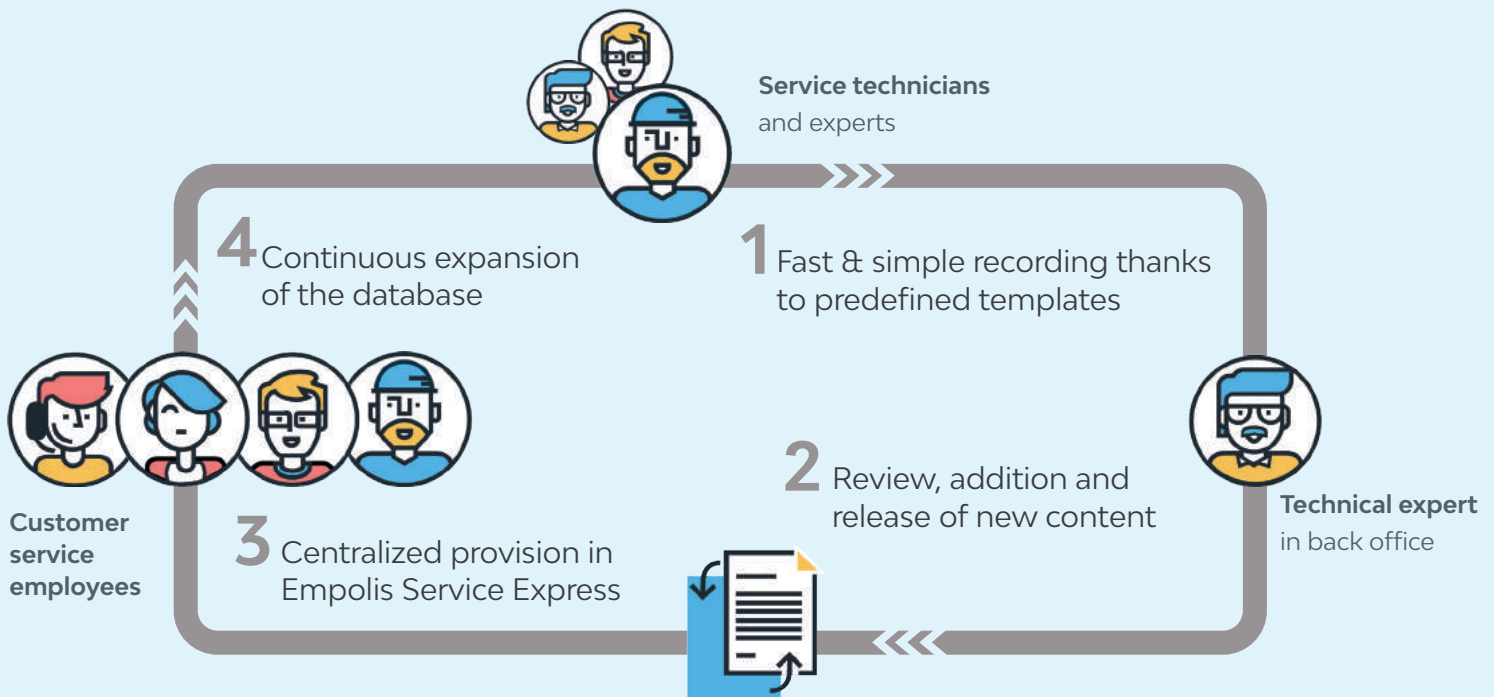 Service technicians
and experts
4
Continuous expansion
of the database
1
Fast & simple recording thanks
to predefined templates
2
Review, addition and
release of new content
Technical expert
in back office
Customer
service
employees
3
Centralized provision in
Empolis Service Express